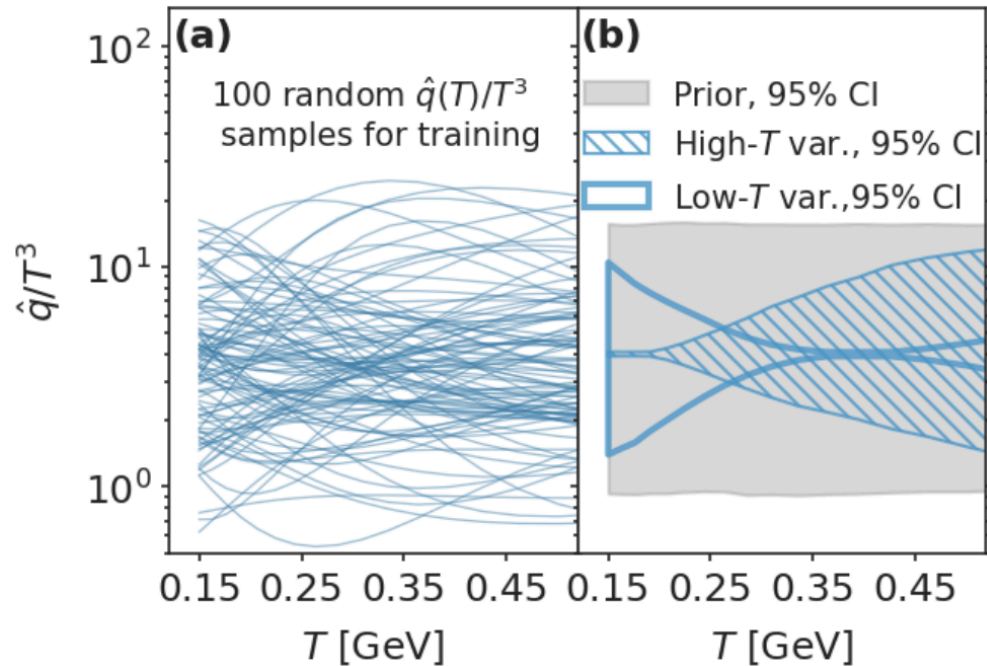 (a)
100 random q̂(T)/T³
samples for training
10²
10¹
10⁰
q̂/T³
0.15 0.25 0.35 0.45
T [GeV]
(b)
Prior, 95% CI
High-T var., 95% CI
Low-T var.,95% CI
0.15 0.25 0.35 0.45
T [GeV]